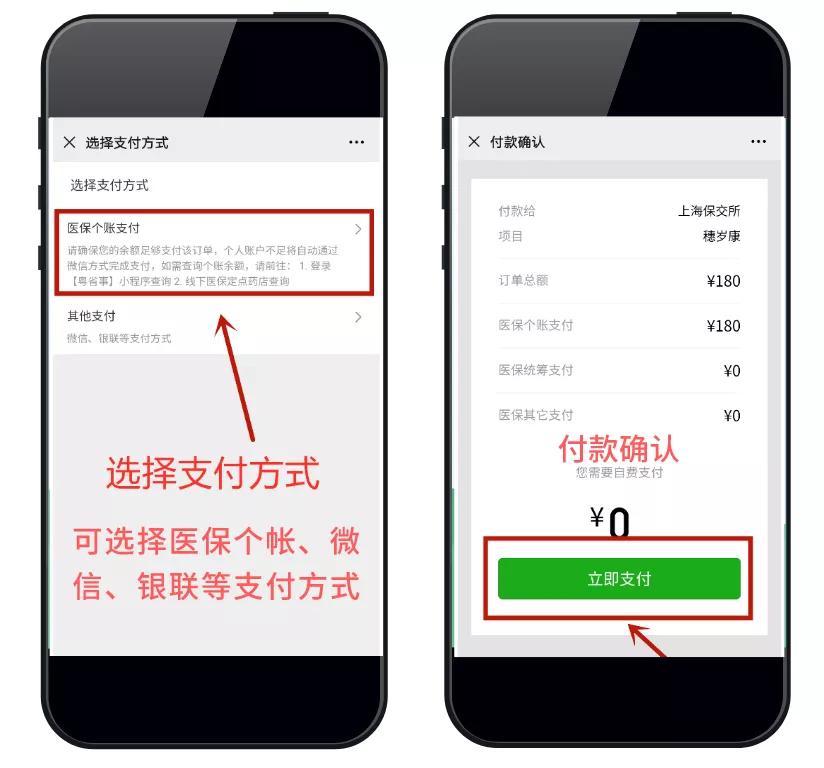 选择支付方式
选择支付方式
医保个账支付
请确保您的余额足够支付该订单，个人账户不足将自动通过
微信方式完成支付，如需查询个账余额，请前往： 1. 登录
【粤省事】小程序查询 2. 线下医保定点药店查询
其他支付
微信、银联等支付方式
选择支付方式
可选择医保个帐、微
信、银联等支付方式
付款确认
付款给 上海保交所
项目 穗岁康
订单总额 ¥180
医保个账支付 ¥180
医保统筹支付 ¥0
医保其它支付 ¥0
付款确认
您需要自费支付
¥0
立即支付